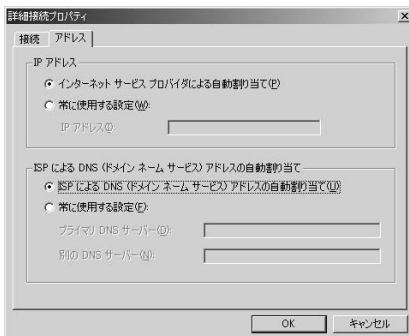 詳細接続プロパティ
接続 アドレス
IP アドレス
インターネット サービス プロバイダによる自動割り当て(P)
常に使用する設定(W):
IP アドレス(I):
ISP による DNS (ドメイン ネーム サービス) アドレスの自動割り当て
ISP による DNS (ドメイン ネーム サービス) アドレスの自動割り当て(U)
常に使用する設定(F):
プライマリ DNS サーバー(D):
別の DNS サーバー(N):
OK キャンセル